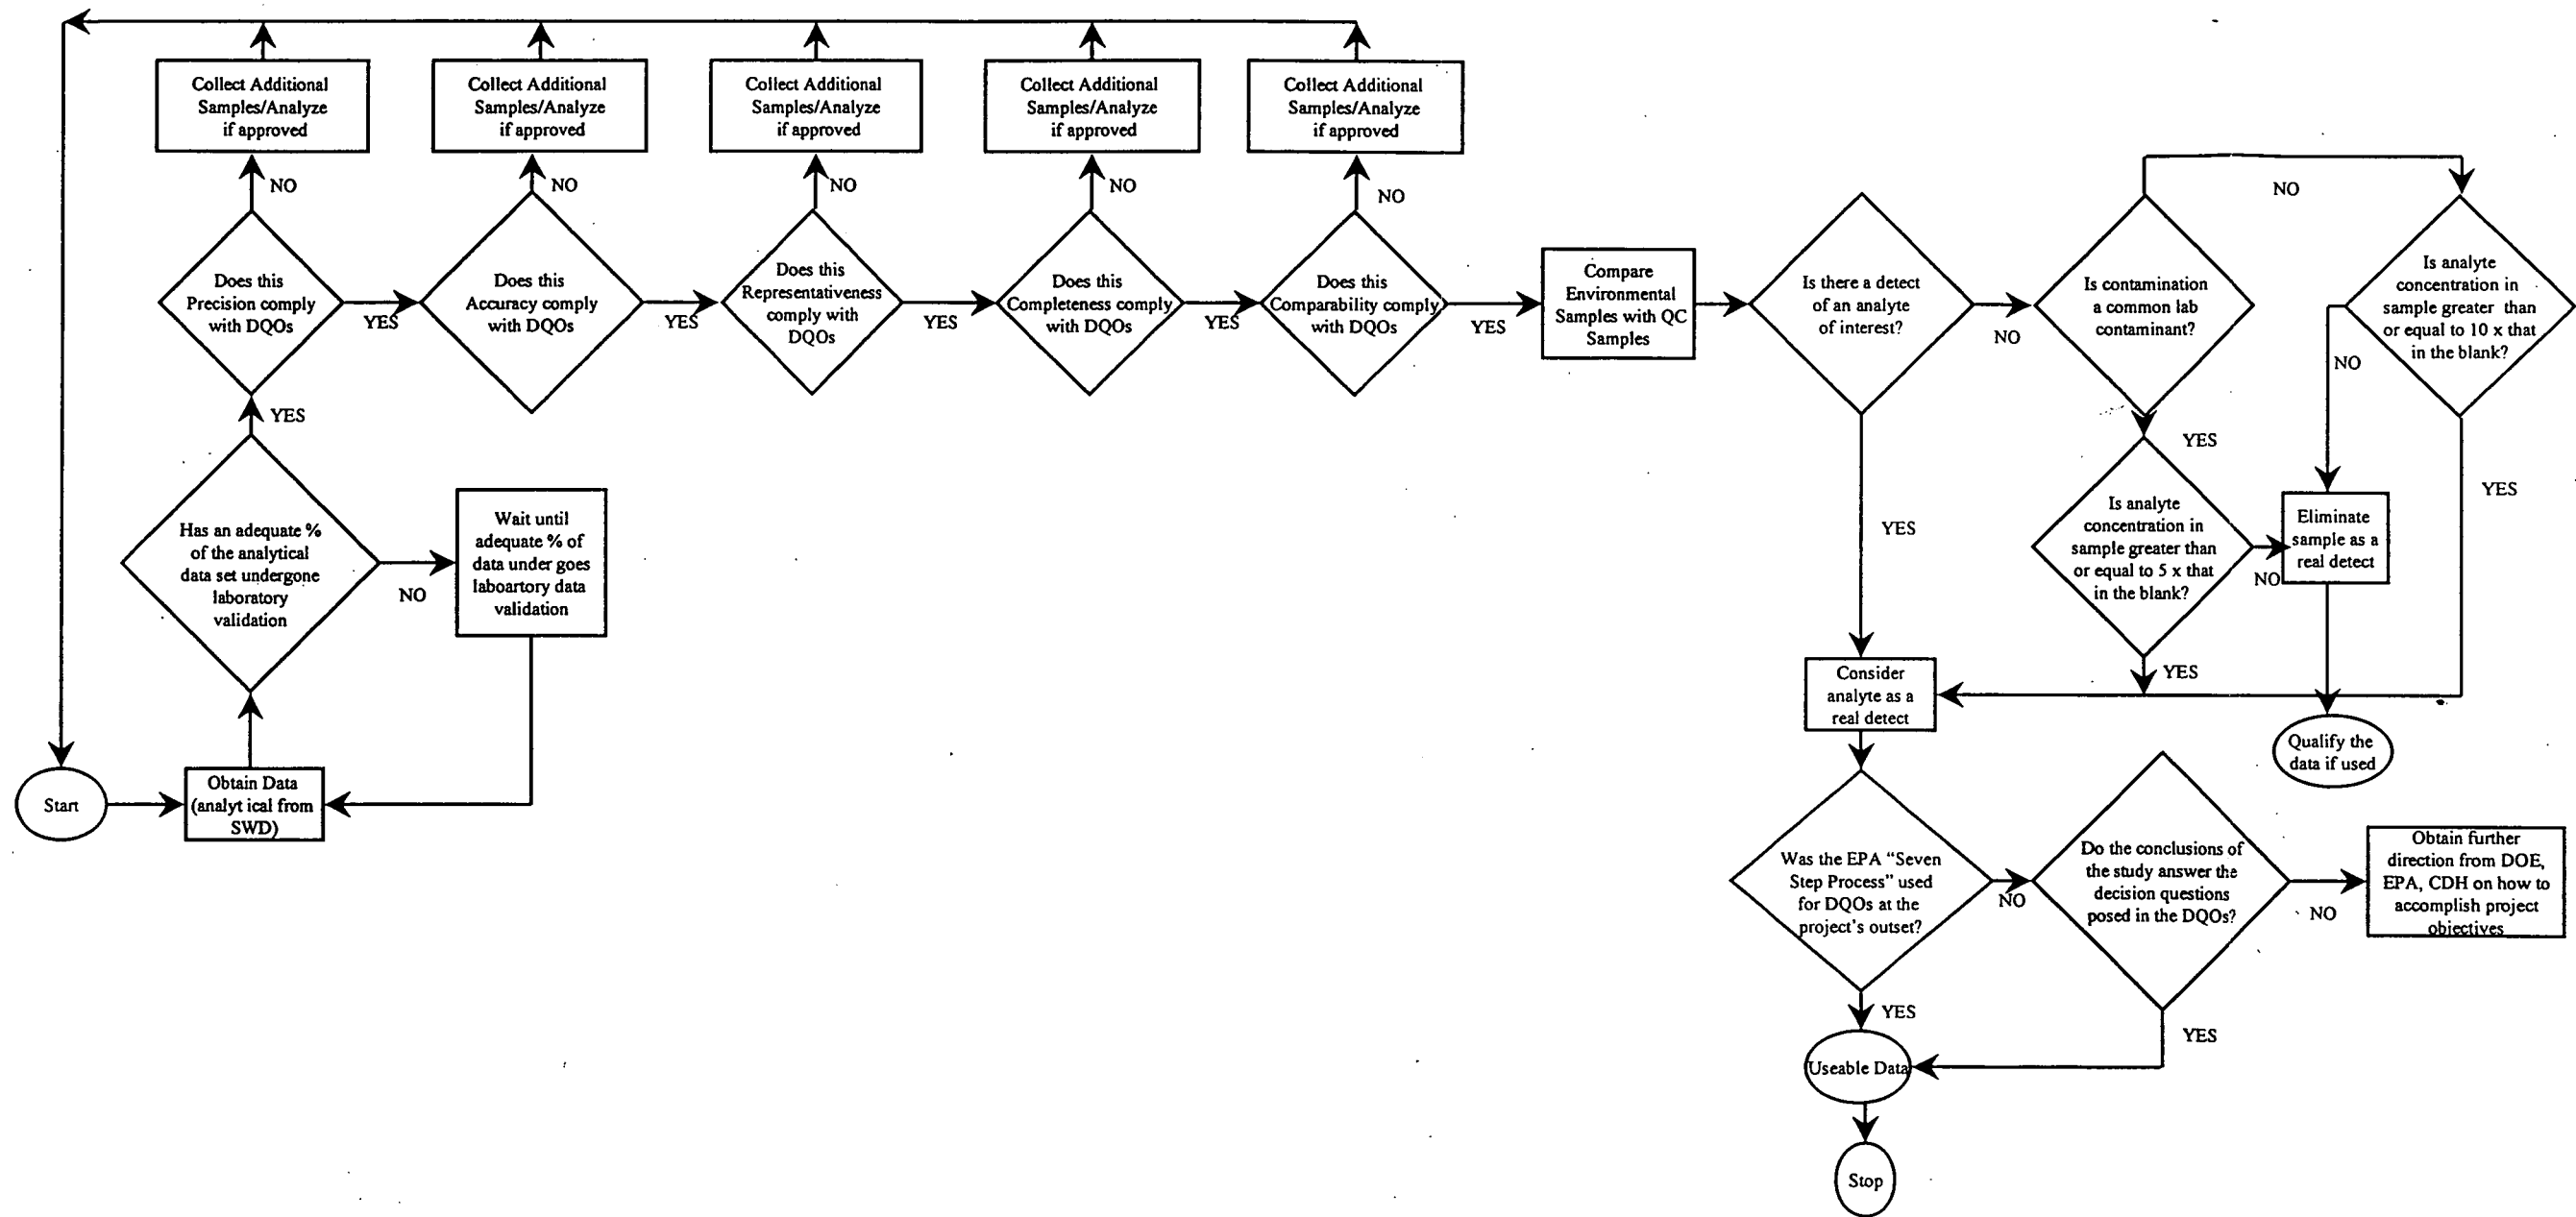 Collect Additional
Samples/Analyze
if approved
Collect Additional
Samples/Analyze
if approved
Collect Additional
Samples/Analyze
if approved
Collect Additional
Samples/Analyze
if approved
Collect Additional
Samples/Analyze
if approved
NO
NO
NO
NO
NO
NO
Does this
Precision comply
with DQOs
YES
Does this
Accuracy comply
with DQOs
YES
Does this
Representativeness
comply with
DQOs
YES
Does this
Completeness comply
with DQOs
YES
Does this
Comparability comply
with DQOs
YES
Compare
Environmental
Samples with QC
Samples
Is there a detect
of an analyte
of interest?
NO
Is contamination
a common lab
contaminant?
Is analyte
concentration in
sample greater than
or equal to 10 x that
in the blank?
NO
YES
YES
YES
YES
Has an adequate %
of the analytical
data set undergone
laboratory
validation
NO
Wait until
adequate % of
data under goes
laboartory data
validation
Is analyte
concentration in
sample greater than
or equal to 5 x that
in the blank?
NO
Eliminate
sample as a
real detect
YES
Consider
analyte as a
real detect
Qualify the
data if used
Start
Obtain Data
(analyt ical from
SWD)
Was the EPA “Seven
Step Process” used
for DQOs at the
project's outset?
NO
Do the conclusions of
the study answer the
decision questions
posed in the DQOs?
NO
Obtain further
direction from DOE,
EPA, CDH on how to
accomplish project
objectives
YES
YES
Useable Data
Stop